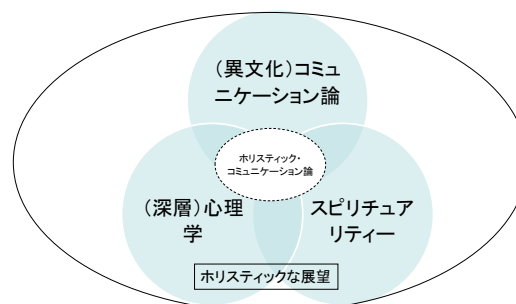 （異文化）コミュ
ニケーション論
ホリスティック・
コミュニケーション論
（深層）心理
学
スピリチュア
リティー
ホリスティックな展望